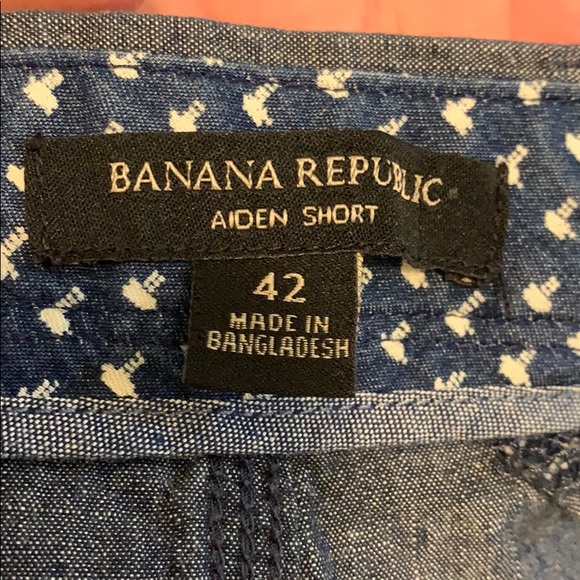 BANANA REPUBLIC
AIDEN SHORT
42
MADE IN
BANGLADESH